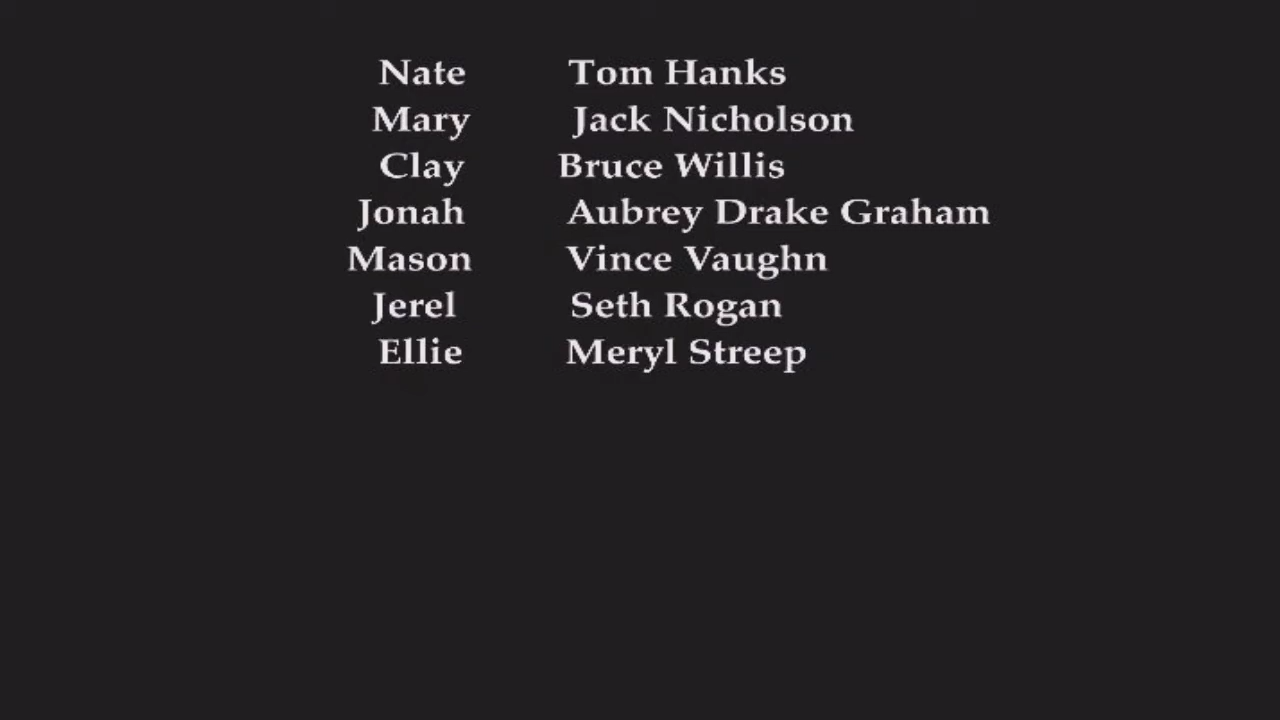 Nate Tom Hanks
Mary Jack Nicholson
Clay Bruce Willis
Jonah Aubrey Drake Graham
Mason Vince Vaughn
Jerel Seth Rogan
Ellie Meryl Streep